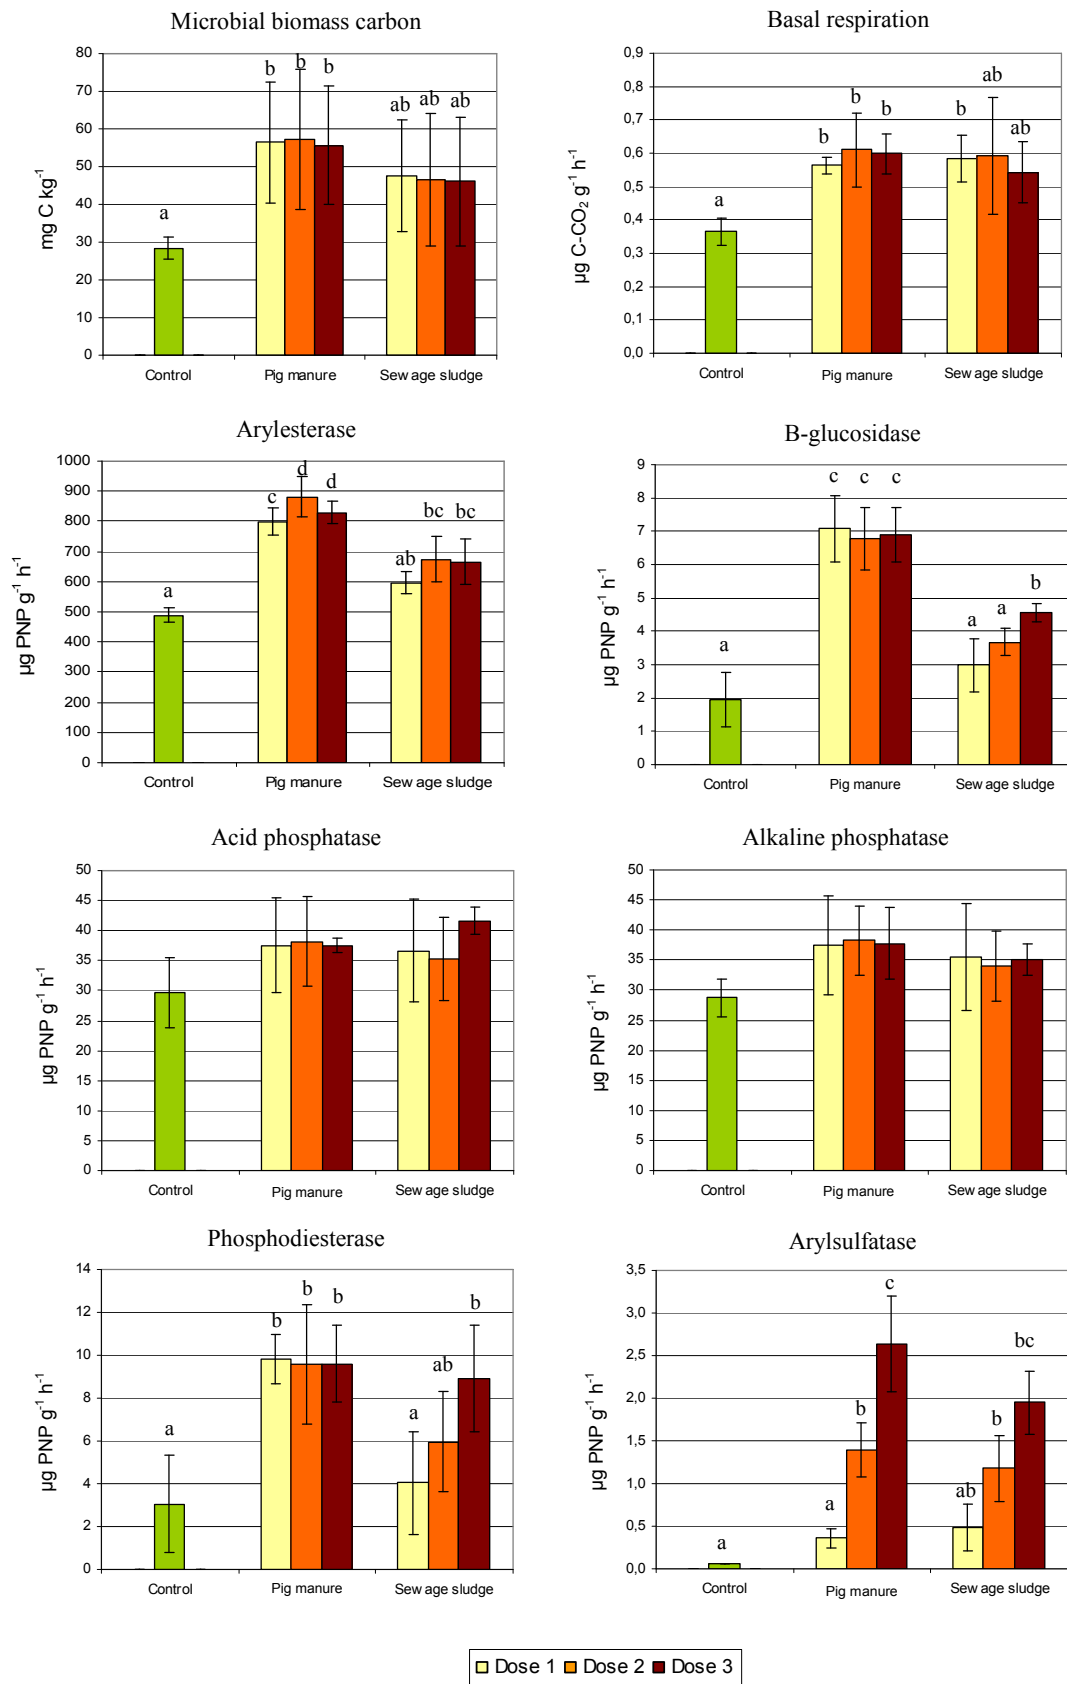 Microbial biomass carbon
80
70
60
50
40
30
20
10
0
mg C kg-1
a
b b b
ab ab ab
Control Pig manure Sew age sludge
Basal respiration
0,9
0,8
0,7
0,6
0,5
0,4
0,3
0,2
0,1
0,0
µg C-CO2 g-1 h-1
a
b b b
b ab ab
Control Pig manure Sew age sludge
Arylesterase
1000
900
800
700
600
500
400
300
200
100
0
µg PNP g-1 h-1
a
c d d
ab bc bc
Control Pig manure Sew age sludge
B-glucosidase
9
8
7
6
5
4
3
2
1
0
µg PNP g-1 h-1
a
c c c
a a b
Control Pig manure Sew age sludge
Acid phosphatase
50
45
40
35
30
25
20
15
10
5
0
µg PNP g-1 h-1
Control Pig manure Sew age sludge
Alkaline phosphatase
50
45
40
35
30
25
20
15
10
5
0
µg PNP g-1 h-1
Control Pig manure Sew age sludge
Phosphodiesterase
14
12
10
8
6
4
2
0
µg PNP g-1 h-1
a
b b b
a ab b
Control Pig manure Sew age sludge
Arylsulfatase
3,5
3,0
2,5
2,0
1,5
1,0
0,5
0,0
µg PNP g-1 h-1
a
a b c
ab b bc
Control Pig manure Sew age sludge
Dose 1 Dose 2 Dose 3